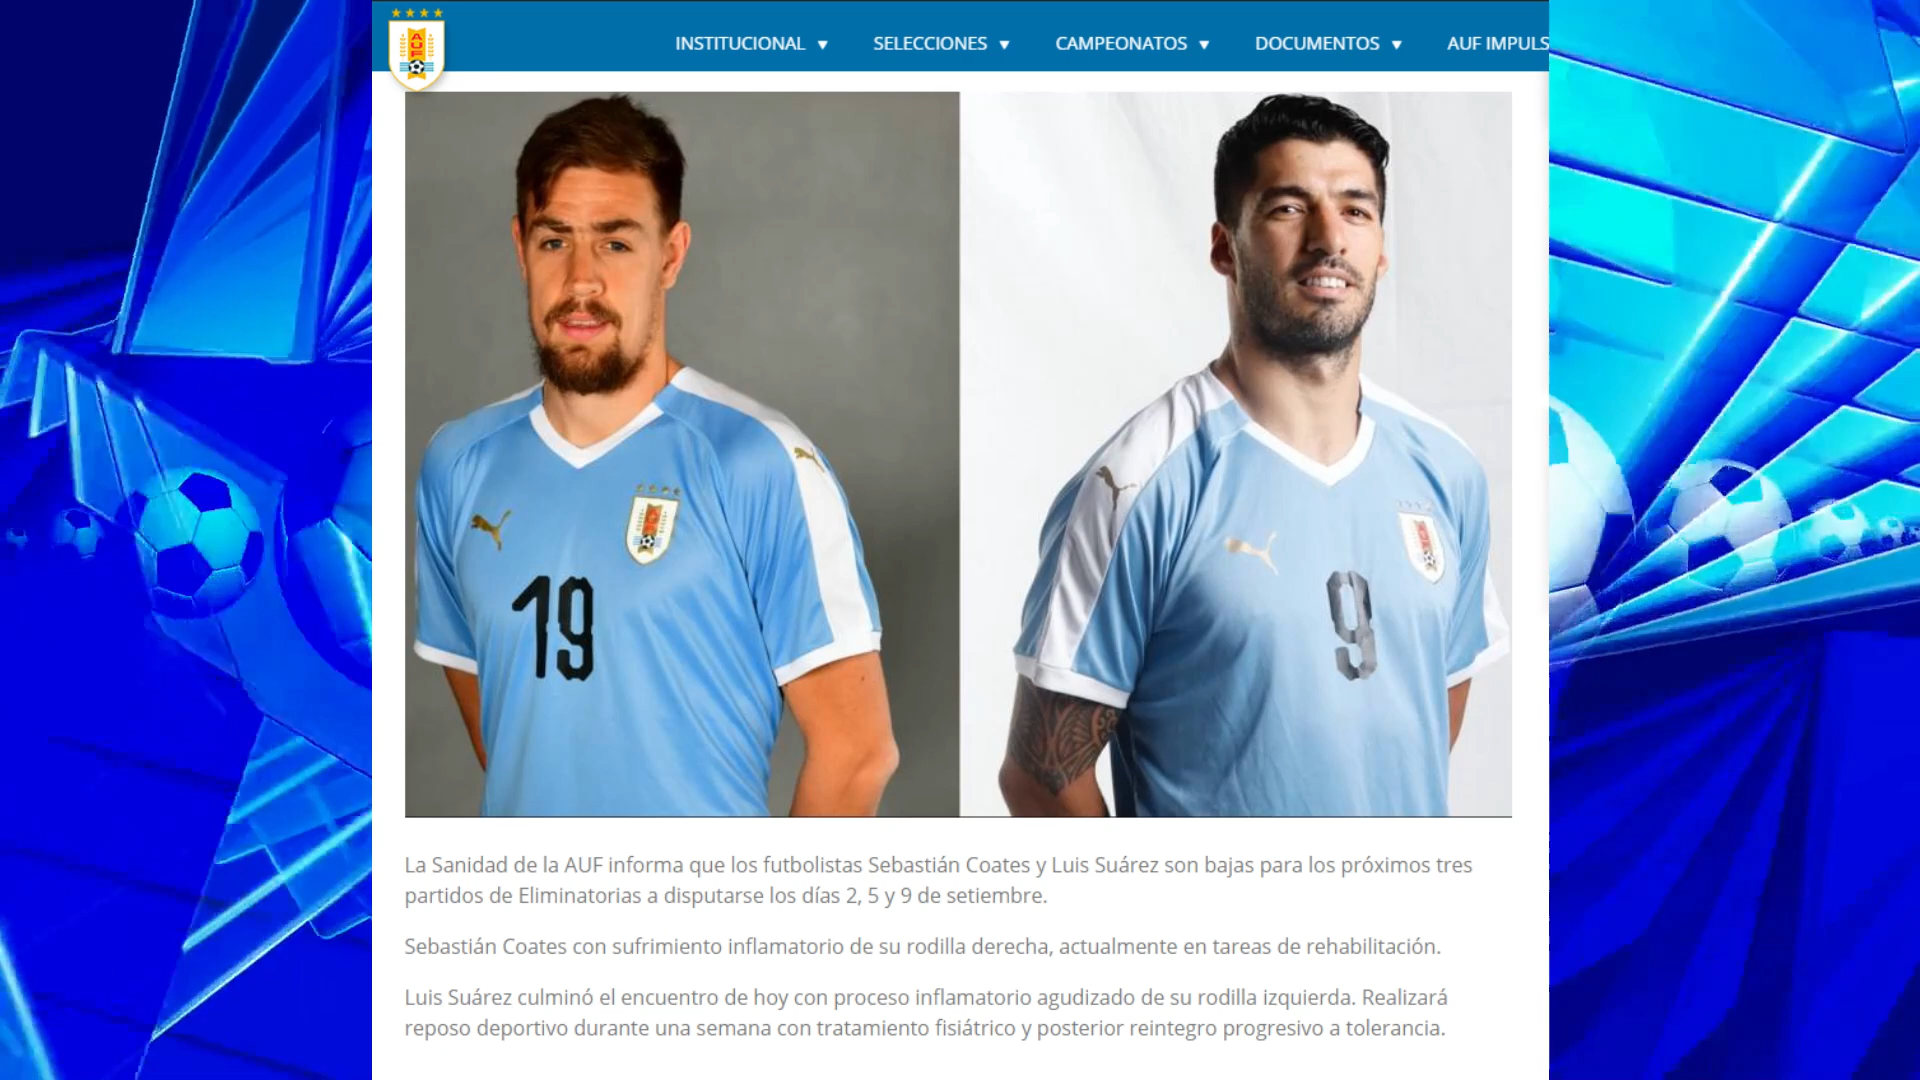 AUF
INSTITUCIONAL ▼ SELECCIONES ▼ CAMPEONATOS ▼ DOCUMENTOS ▼ AUF IMPULS
19
9
La Sanidad de la AUF informa que los futbolistas Sebastián Coates y Luis Suárez son bajas para los próximos tres
partidos de Eliminatorias a disputarse los días 2, 5 y 9 de setiembre.
Sebastián Coates con sufrimiento inflamatorio de su rodilla derecha, actualmente en tareas de rehabilitación.
Luis Suárez culminó el encuentro de hoy con proceso inflamatorio agudizado de su rodilla izquierda. Realizará
reposo deportivo durante una semana con tratamiento fisiátrico y posterior reintegro progresivo a tolerancia.